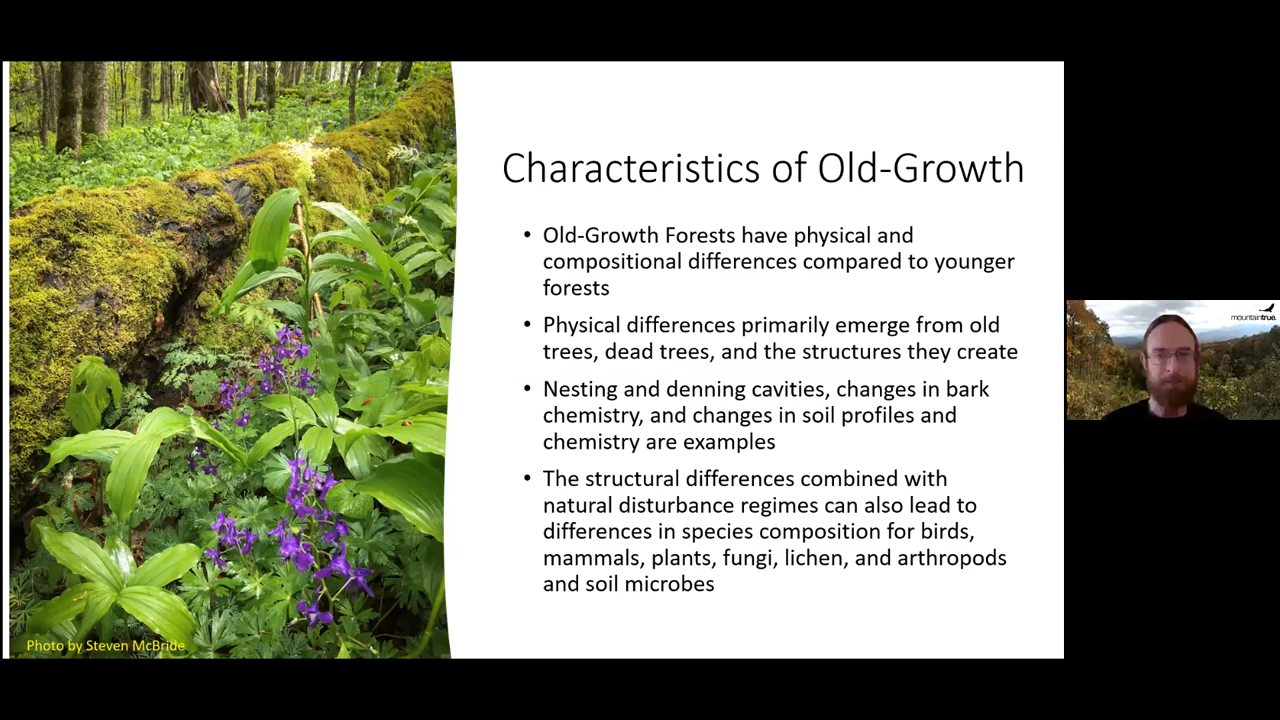 Characteristics of Old-Growth
• Old-Growth Forests have physical and
compositional differences compared to younger
forests
• Physical differences primarily emerge from old
trees, dead trees, and the structures they create
• Nesting and denning cavities, changes in bark
chemistry, and changes in soil profiles and
chemistry are examples
• The structural differences combined with
natural disturbance regimes can also lead to
differences in species composition for birds,
mammals, plants, fungi, lichen, and arthropods
and soil microbes
Photo by Steven McBride
mountaintrue